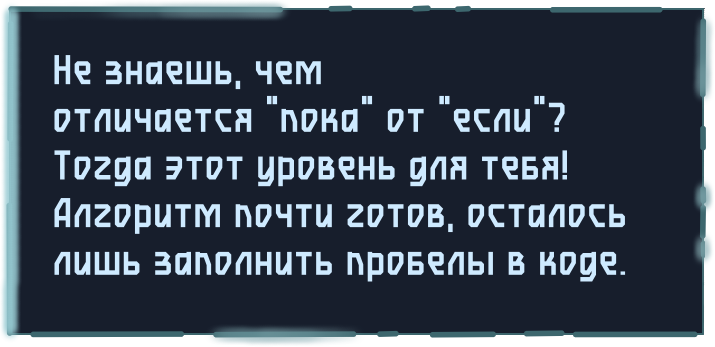 Не знаешь, чем
отличается "пока" от "если"?
Тогда этот уровень для тебя!
Алгоритм почти готов, осталось
лишь заполнить пробелы в коде.